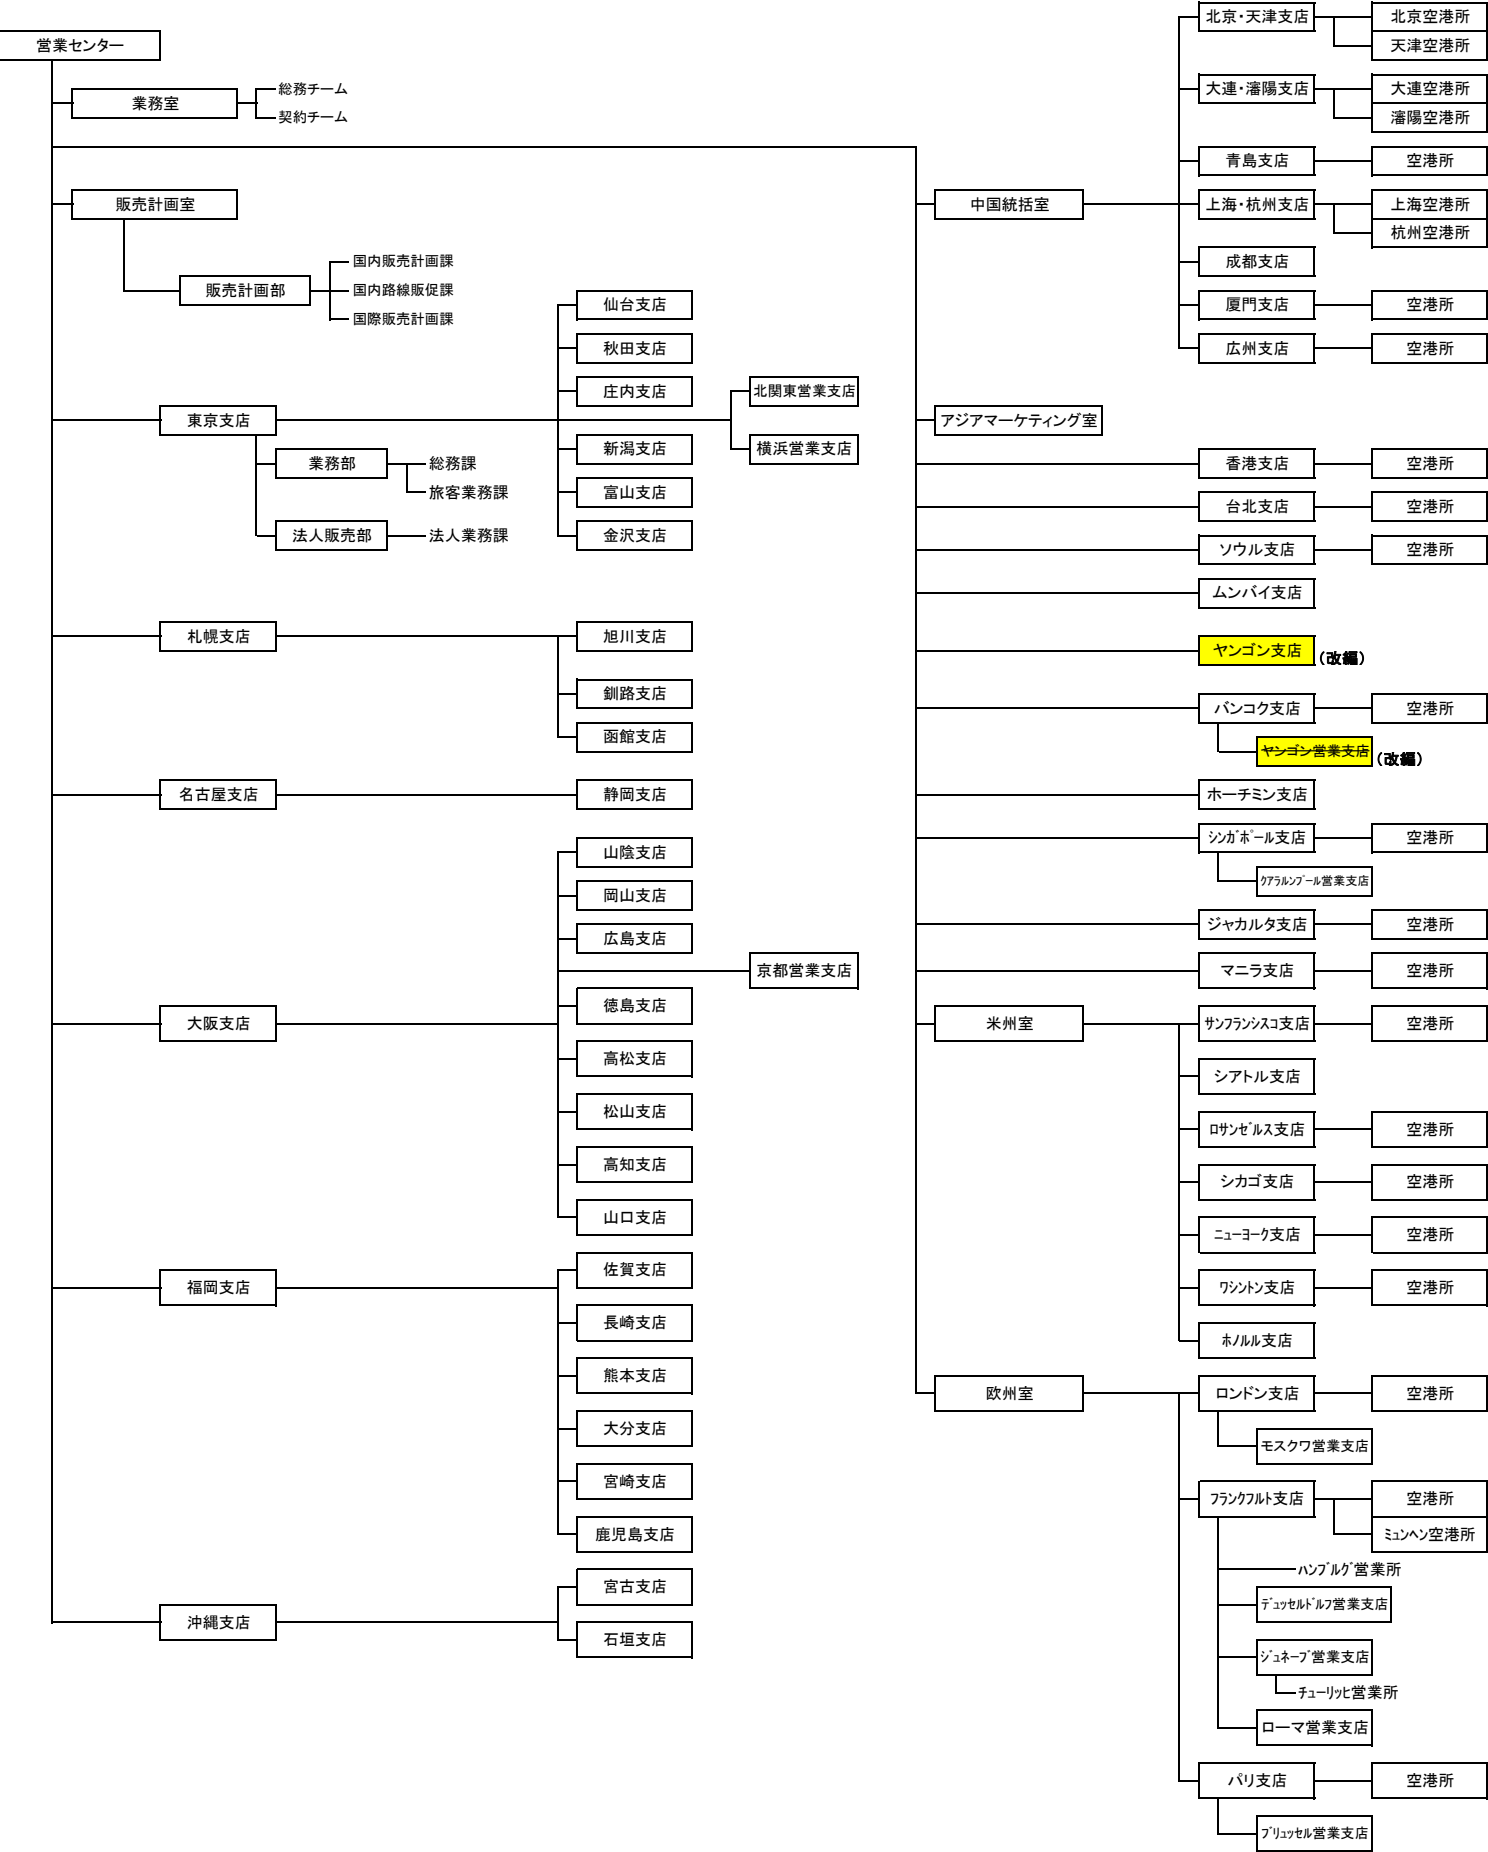 営業センター
業務室
総務チーム
契約チーム
販売計画室
販売計画部
国内販売計画課
国内路線販促課
国際販売計画課
東京支店
業務部
総務課
旅客業務課
法人販売部
法人業務課
仙台支店
秋田支店
庄内支店
新潟支店
富山支店
金沢支店
北関東営業支店
横浜営業支店
札幌支店
旭川支店
釧路支店
函館支店
名古屋支店
静岡支店
大阪支店
山陰支店
岡山支店
広島支店
京都営業支店
徳島支店
高松支店
松山支店
高知支店
山口支店
福岡支店
佐賀支店
長崎支店
熊本支店
大分支店
宮崎支店
鹿児島支店
沖縄支店
宮古支店
石垣支店
中国統括室
北京・天津支店
北京空港所
天津空港所
大連・瀋陽支店
大連空港所
瀋陽空港所
青島支店
空港所
上海・杭州支店
上海空港所
杭州空港所
成都支店
厦門支店
空港所
広州支店
空港所
アジアマーケティング室
香港支店
空港所
台北支店
空港所
ソウル支店
空港所
ムンバイ支店
ヤンゴン支店
（改編）
バンコク支店
空港所
ヤンゴン営業支店
（改編）
ホーチミン支店
ｼﾝｶﾞﾎﾟｰﾙ支店
空港所
ｸｱﾗﾙﾝﾌﾟｰﾙ営業支店
ジャカルタ支店
空港所
マニラ支店
空港所
米州室
ｻﾝﾌﾗﾝｼｽｺ支店
空港所
シアトル支店
ﾛｻﾝｾﾞﾙｽ支店
空港所
シカゴ支店
空港所
ﾆｭｰﾖｰｸ支店
空港所
ﾜｼﾝﾄﾝ支店
空港所
ﾎﾉﾙﾙ支店
欧州室
ロンドン支店
空港所
モスクワ営業支店
ﾌﾗﾝｸﾌﾙﾄ支店
空港所
ﾐｭﾝﾍﾝ空港所
ﾊﾝﾌﾞﾙｸﾞ営業所
ﾃﾞｭｯｾﾙﾄﾞﾙﾌ営業支店
ｼﾞｭﾈｰﾌﾞ営業支店
ﾁｭｰﾘｯﾋ営業所
ローマ営業支店
パリ支店
空港所
ﾌﾞﾘｭｯｾﾙ営業支店